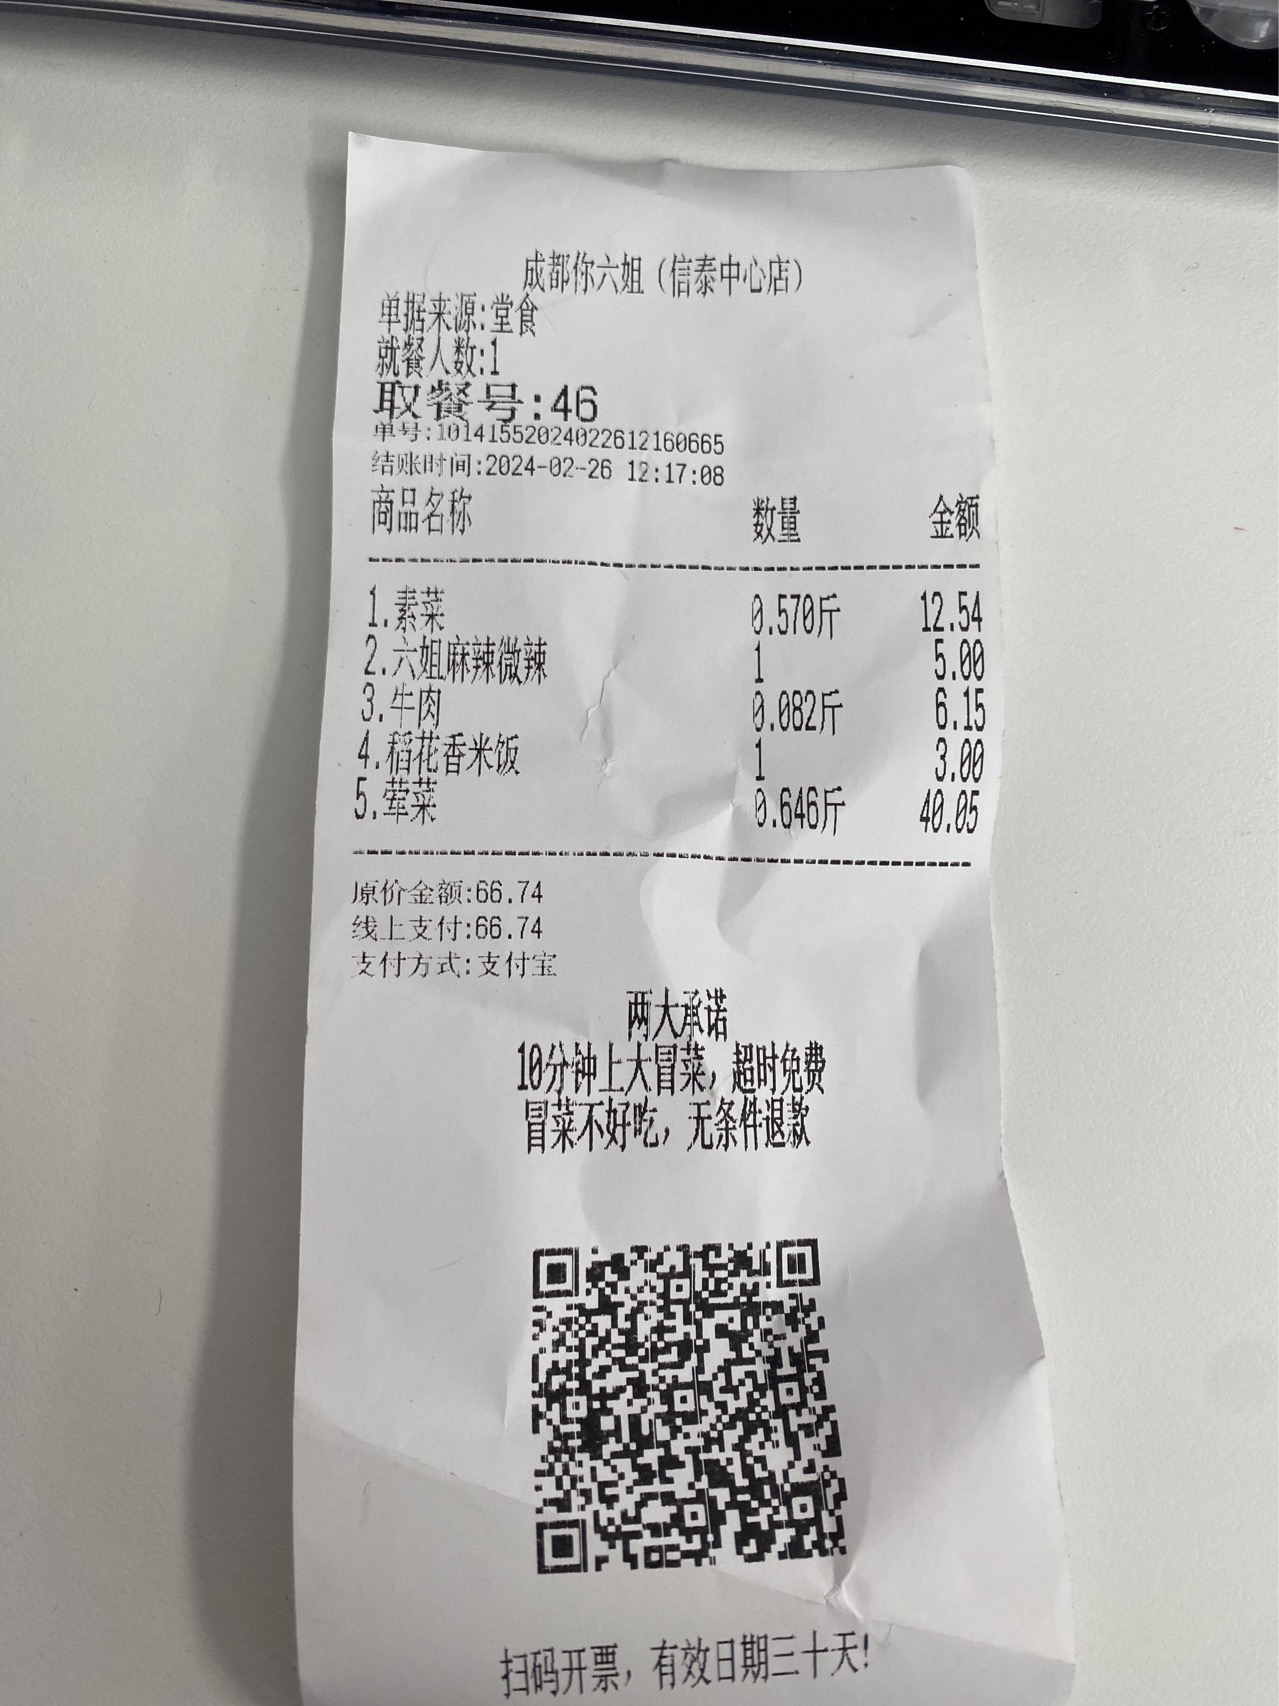 成都你六姐（信泰中心店）
单据来源:堂食
就餐人数:1
取餐号:46
单号:10141552024022612160665
结账时间:2024-02-26 12:17:08
商品名称 数量 金额
1.素菜 0.570斤 12.54
2.六姐麻辣微辣 1 5.00
3.牛肉 0.082斤 6.15
4.稻花香米饭 1 3.00
5.荤菜 0.646斤 40.05
原价金额:66.74
线上支付:66.74
支付方式:支付宝
两大承诺
10分钟上大冒菜，超时免费
冒菜不好吃，无条件退款
扫码开票，有效日期三十天!